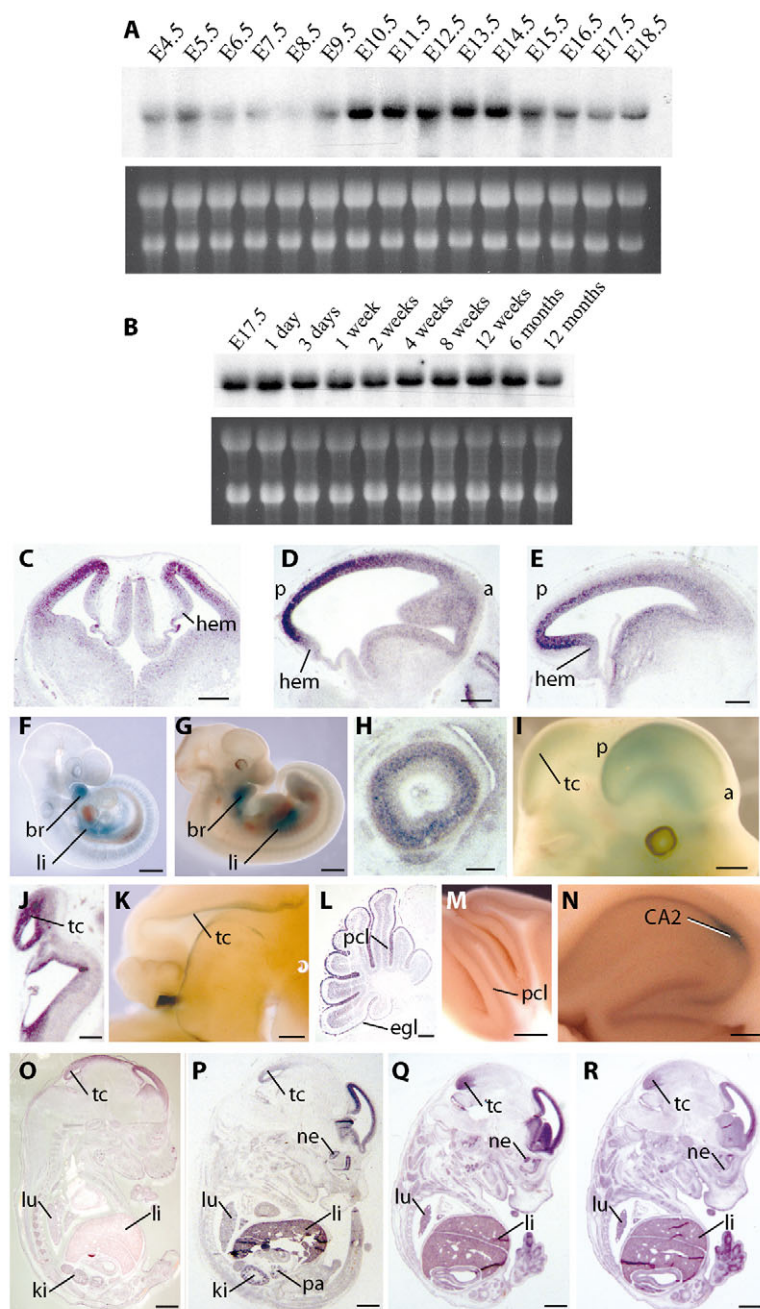 A
E4.5 E5.5 E6.5 E7.5 E8.5 E9.5 E10.5 E11.5 E12.5 E13.5 E14.5 E15.5 E16.5 E17.5 E18.5
B
E17.5 1 day 3 days 1 week 2 weeks 4 weeks 8 weeks 12 weeks 6 months 12 months
C D E
p a p
hem hem hem
F G H I
p
tc
a
br br
li li
J K L M N
tc tc pcl CA2
pcl
egl
O P Q R
tc tc tc tc
ne ne ne
lu li lu li lu li lu li
ki ki pa